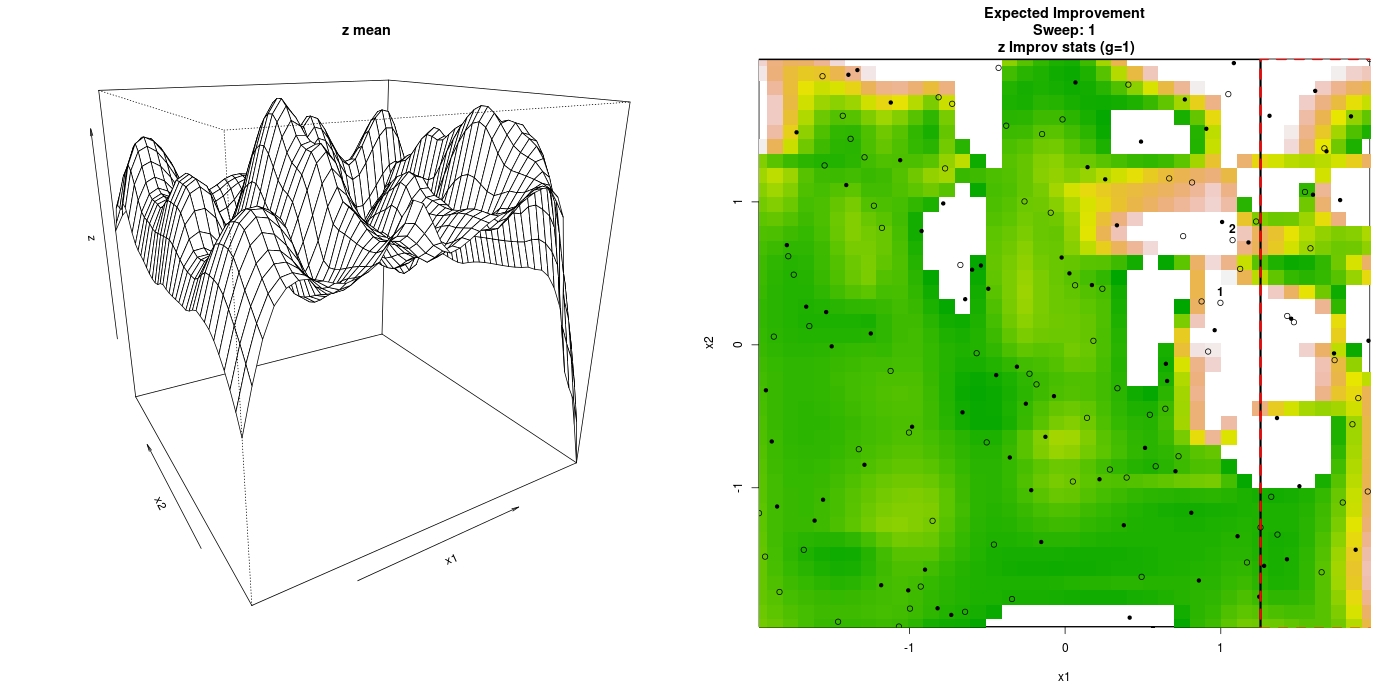 z mean
z
x2
x1
Expected Improvement
Sweep: 1
z Improv stats (g=1)
x2
1
0
-1
2
1
-1
0
1
x1